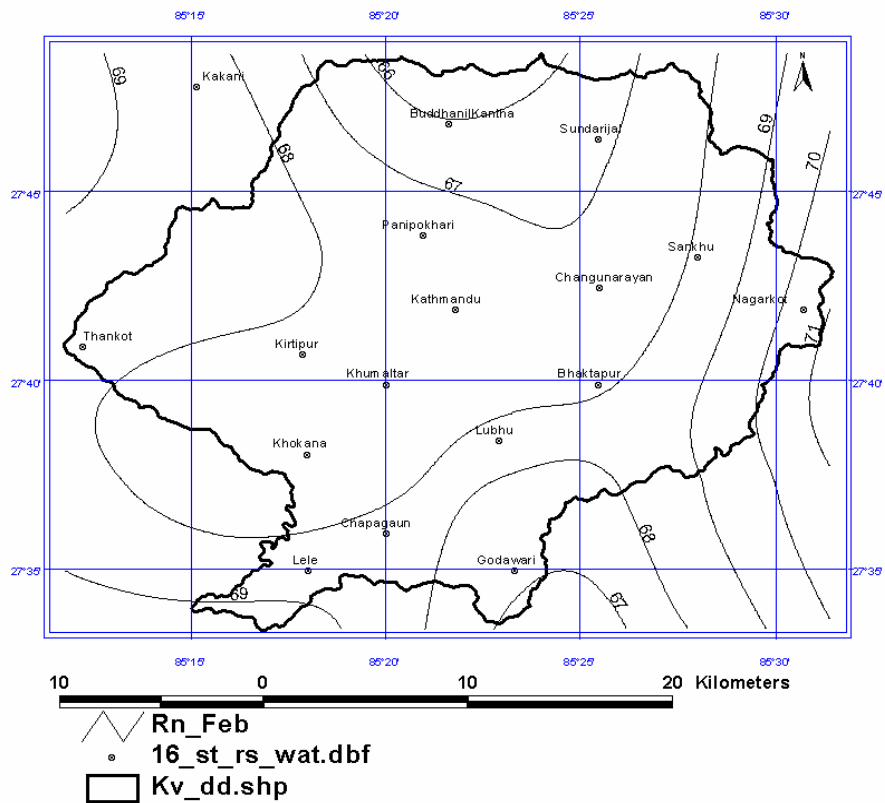 85°15' 85°20' 85°25' 85°30'
N
69 Kakani 66
BuddhanilKantha 69
Sundarijal
68 70
67
27°45' 27°45'
Panipokhari
Sankhu
Changunarayan
Kathmandu Nagarkot
71
Thankot Kirtipur
Khumaltar Bhaktapur
27°40' 27°40'
Lubhu
Khokana
Chapagaun 68
Lele Godawari
27°35' 27°35'
69 67
85°15' 85°20' 85°25' 85°30'
10 0 10 20 Kilometers
Rn_Feb
16_st_rs_wat.dbf
Kv_dd.shp